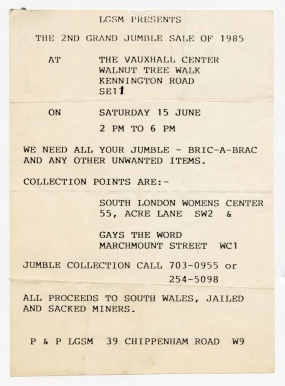 LGSM PRESENTS
THE 2ND GRAND JUMBLE SALE OF 1985
AT THE VAUXHALL CENTER
WALNUT TREE WALK
KENNINGTON ROAD
SE11
ON SATURDAY 15 JUNE
2 PM TO 6 PM
WE NEED ALL YOUR JUMBLE - BRIC-A-BRAC
AND ANY OTHER UNWANTED ITEMS.
COLLECTION POINTS ARE:-
SOUTH LONDON WOMENS CENTER
55, ACRE LANE SW2 &
GAYS THE WORD
MARCHMOUNT STREET WC1
JUMBLE COLLECTION CALL 703-0955 or
254-5098
ALL PROCEEDS TO SOUTH WALES, JAILED
AND SACKED MINERS.
P & P LGSM 39 CHIPPENHAM ROAD W9